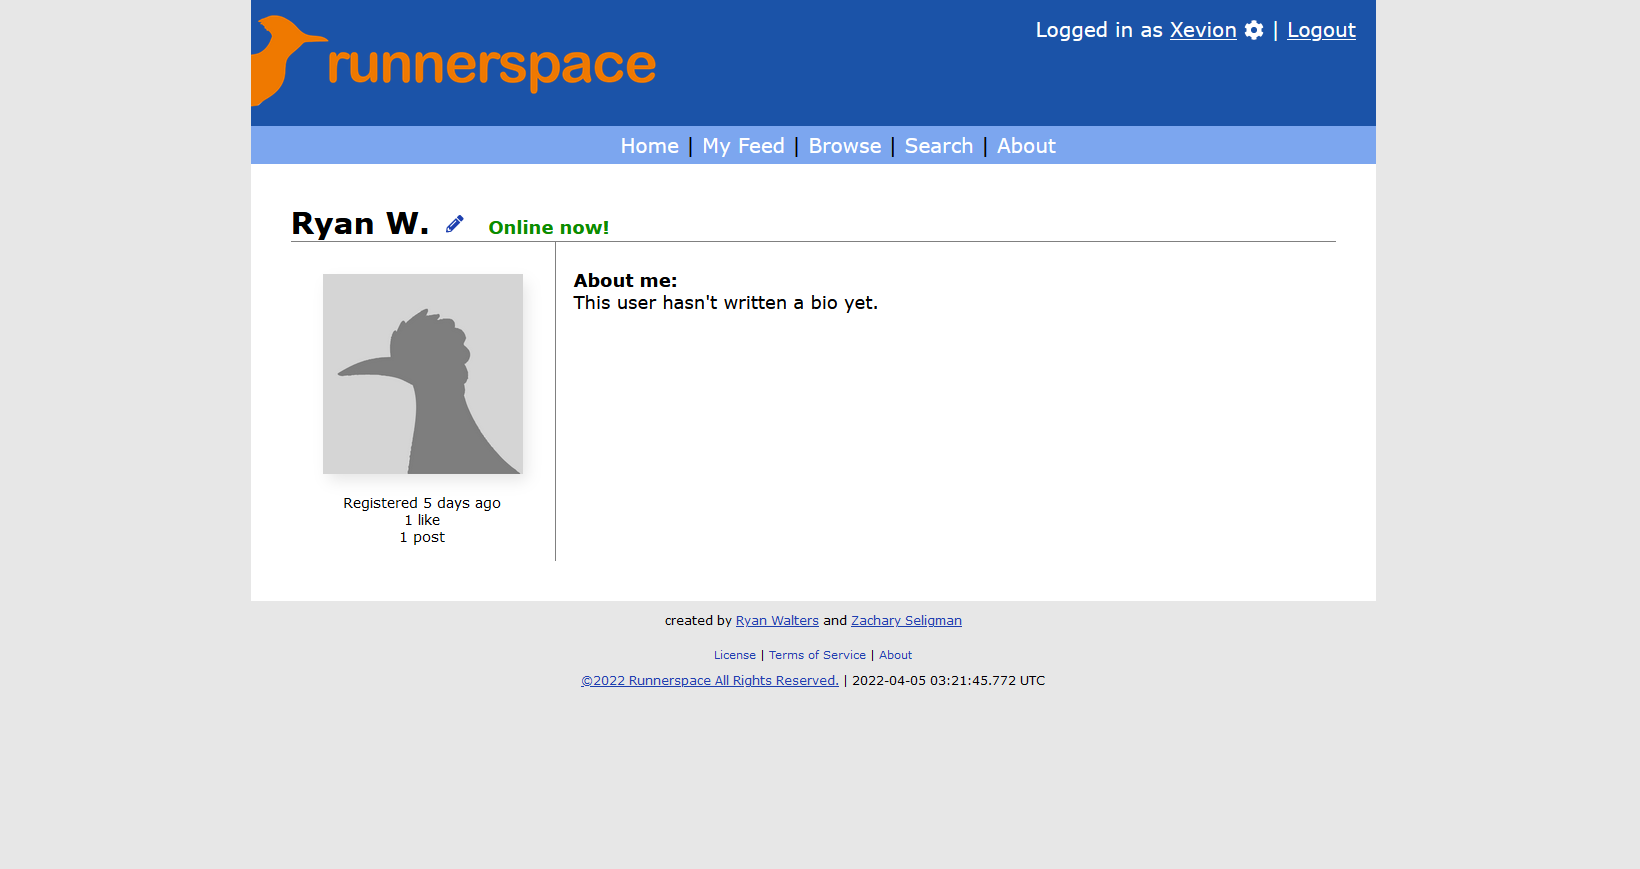 runnerspace
Logged in as Xevion | Logout
Home | My Feed | Browse | Search | About
Ryan W. Online now!
About me:
This user hasn't written a bio yet.
Registered 5 days ago
1 like
1 post
created by Ryan Walters and Zachary Seligman
License | Terms of Service | About
©2022 Runnerspace All Rights Reserved. | 2022-04-05 03:21:45.772 UTC